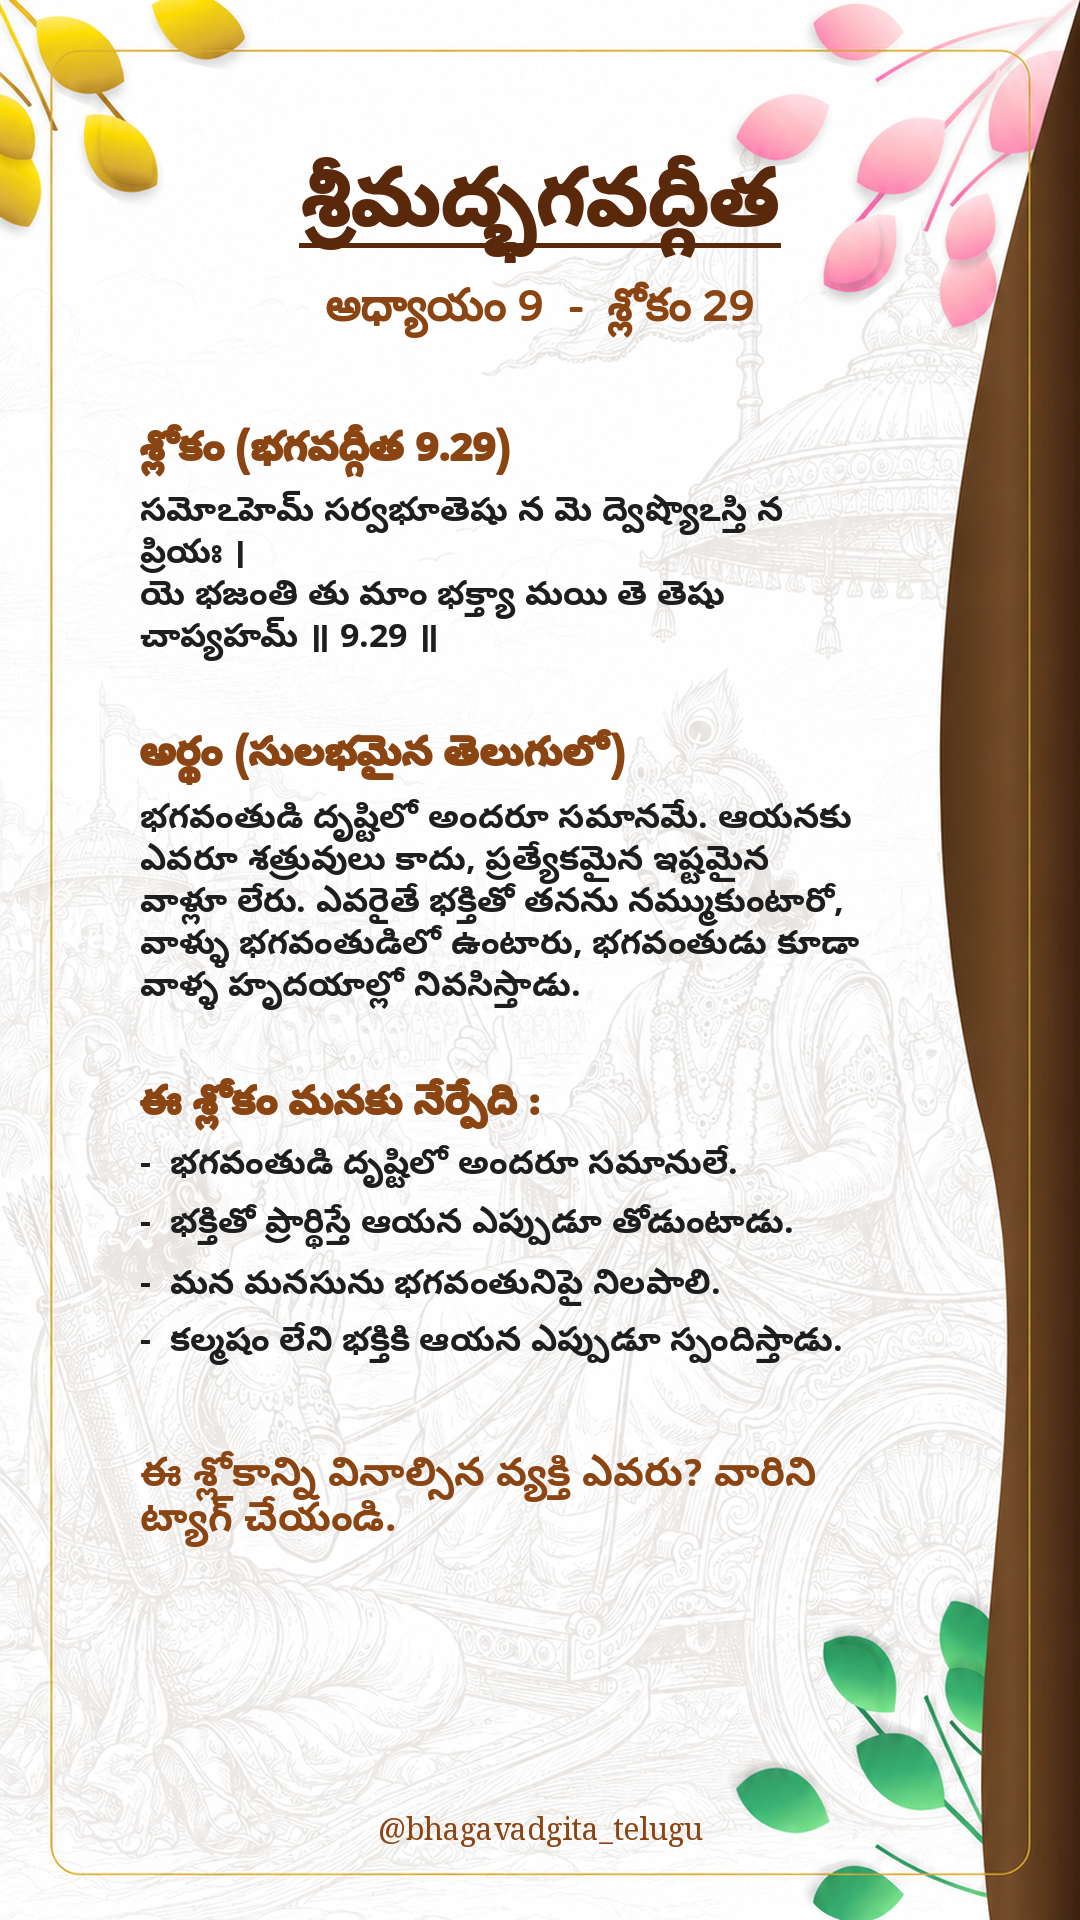 శ్రీమద్భగవద్గీత
అధ్యాయం 9 - శ్లోకం 29
శ్లోకం (భగవద్గీత 9.29)
సమోఽహెమ్ సర్వభూతెషు న మె ద్వెష్యొఽస్తి న
ప్రియః |
యె భజంతి తు మాం భక్త్యా మయి తె తెషు
చాప్యహమ్ || 9.29 ||
అర్థం (సులభమైన తెలుగులో)
భగవంతుడి దృష్టిలో అందరూ సమానమే. ఆయనకు
ఎవరూ శత్రువులు కాదు, ప్రత్యేకమైన ఇష్టమైన
వాళ్లూ లేరు. ఎవరైతే భక్తితో తనను నమ్ముకుంటారో,
వాళ్ళు భగవంతుడిలో ఉంటారు, భగవంతుడు కూడా
వాళ్ళ హృదయాల్లో నివసిస్తాడు.
ఈ శ్లోకం మనకు నేర్పేది :
- భగవంతుడి దృష్టిలో అందరూ సమానులే.
- భక్తితో ప్రార్థిస్తే ఆయన ఎప్పుడూ తోడుంటాడు.
- మన మనసును భగవంతునిపై నిలపాలి.
- కల్మషం లేని భక్తికి ఆయన ఎప్పుడూ స్పందిస్తాడు.
ఈ శ్లోకాన్ని వినాల్సిన వ్యక్తి ఎవరు? వారిని
ట్యాగ్ చేయండి.
@bhagavadgita_telugu